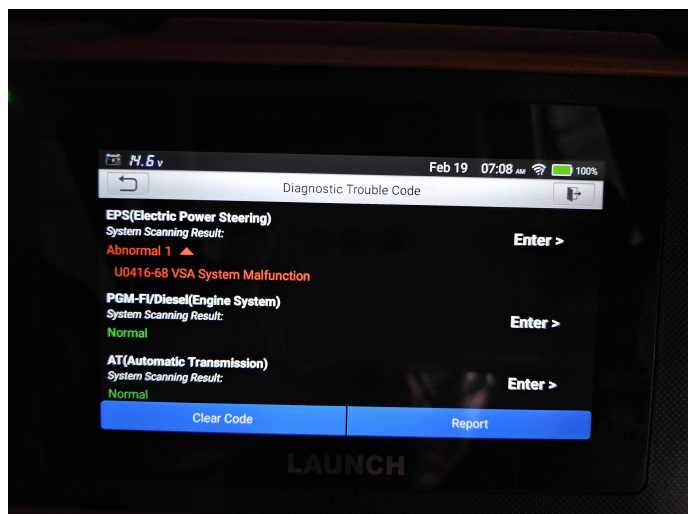 14.6 v
Feb 19 07:08 AM 100%
Diagnostic Trouble Code
EPS(Electric Power Steering)
System Scanning Result:
Enter >
Abnormal 1
U0416-68 VSA System Malfunction
PGM-FI/Diesel(Engine System)
System Scanning Result:
Enter >
Normal
AT(Automatic Transmission)
System Scanning Result:
Enter >
Normal
Clear Code
Report
LAUNCH